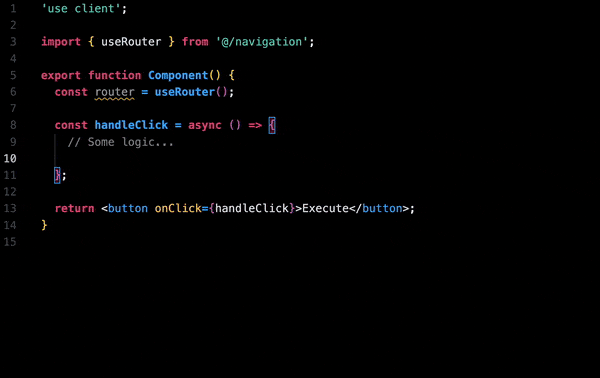 1 'use client';
2
3 import { useRouter } from '@/navigation';
4
5 export function Component() {
6   const router = useRouter();
7
8   const handleClick = async () => {
9     // Some logic...
10
11   };
12
13   return <button onClick={handleClick}>Execute</button>;
14 }
15